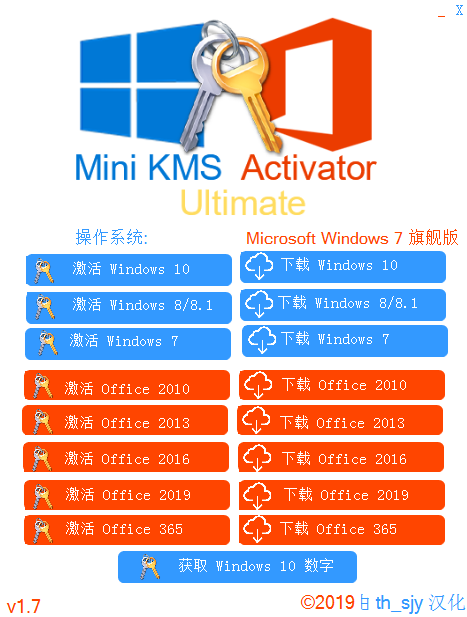 _ X
Mini KMS Activator
Ultimate
操作系统: Microsoft Windows 7 旗舰版
激活 Windows 10 下载 Windows 10
激活 Windows 8/8.1 下载 Windows 8/8.1
激活 Windows 7 下载 Windows 7
激活 Office 2010 下载 Office 2010
激活 Office 2013 下载 Office 2013
激活 Office 2016 下载 Office 2016
激活 Office 2019 下载 Office 2019
激活 Office 365 下载 Office 365
获取 Windows 10 数字
v1.7 ©2019 th_sjy 汉化